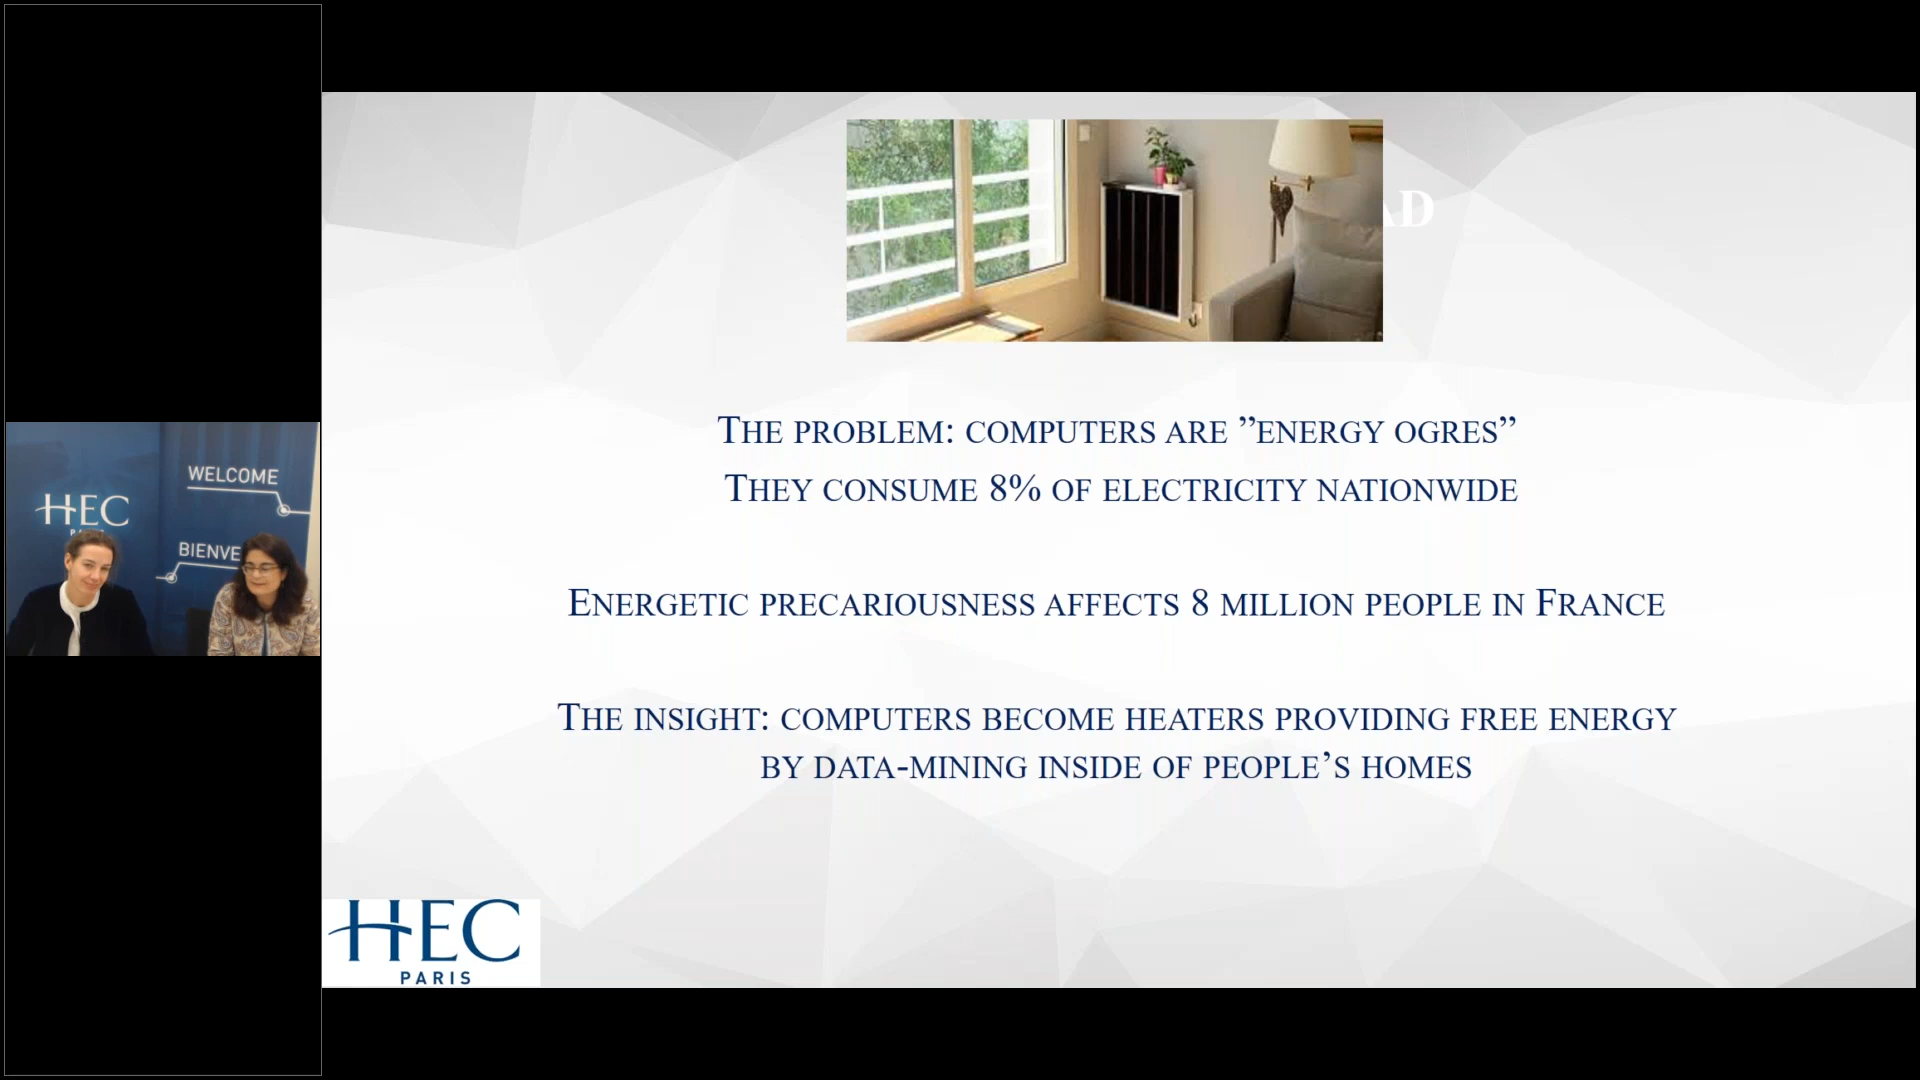 WELCOME
HEC
BIENVE
AD
The problem: computers are ”energy ogres”
They consume 8% of electricity nationwide
Energetic precariousness affects 8 million people in France
The insight: computers become heaters providing free energy
by data-mining inside of people’s homes
HEC
PARIS